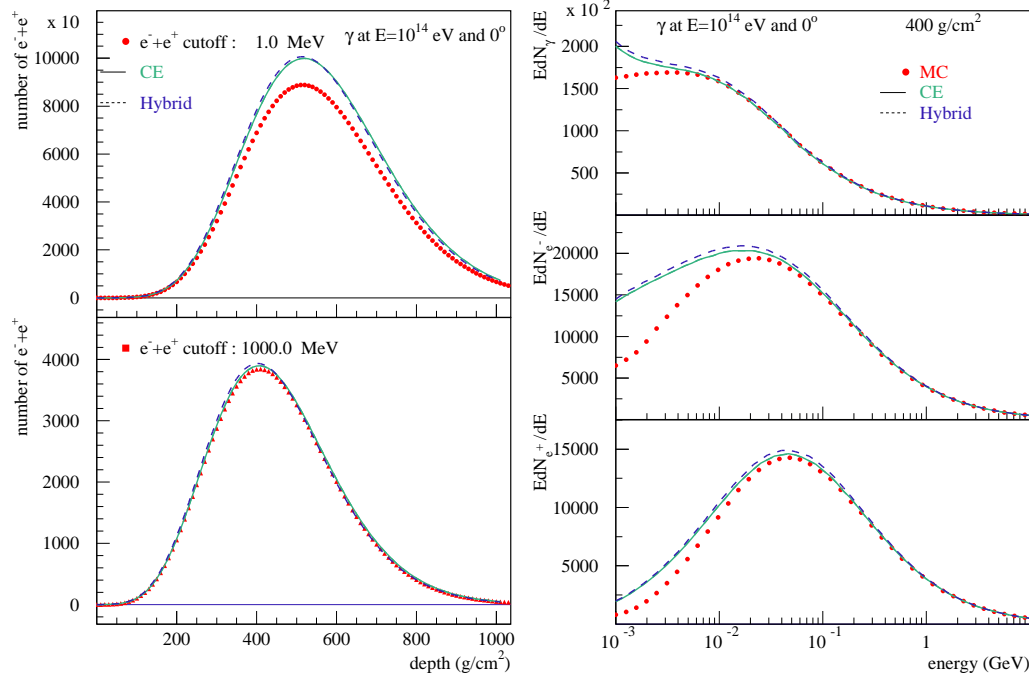 x 10
number of e⁻+e⁺
e⁻+e⁺ cutoff : 1.0 MeV
γ at E=10¹⁴ eV and 0°
CE
Hybrid
10000
8000
6000
4000
2000
0
number of e⁻+e⁺
e⁻+e⁺ cutoff : 1000.0 MeV
4000
3000
2000
1000
0
200 400 600 800 1000
depth (g/cm²)
x 10²
EdN_γ/dE
γ at E=10¹⁴ eV and 0°
400 g/cm²
MC
CE
Hybrid
2000
1500
1000
500
EdN_e⁻/dE
20000
15000
10000
5000
EdN_e⁺/dE
15000
10000
5000
10⁻³ 10⁻² 10⁻¹ 1
energy (GeV)